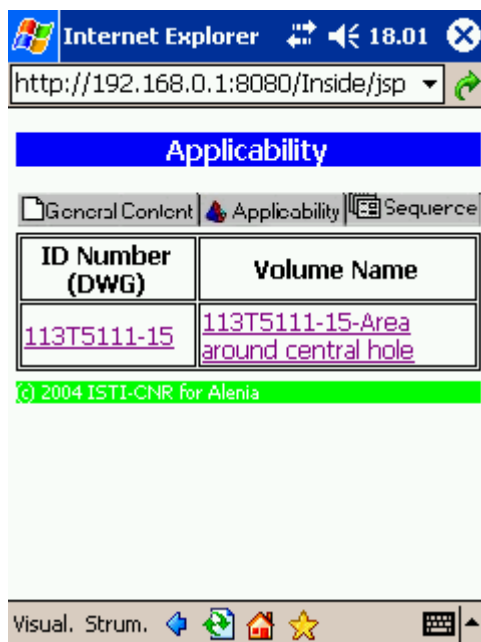 Internet Explorer 18.01
http://192.168.0.1:8080/Inside/jsp
Applicability
General Content Applicability Sequence
ID Number (DWG) Volume Name
113T5111-15 113T5111-15-Area around central hole
(c) 2004 ISTI-CNR for Alenia
Visual. Strum.